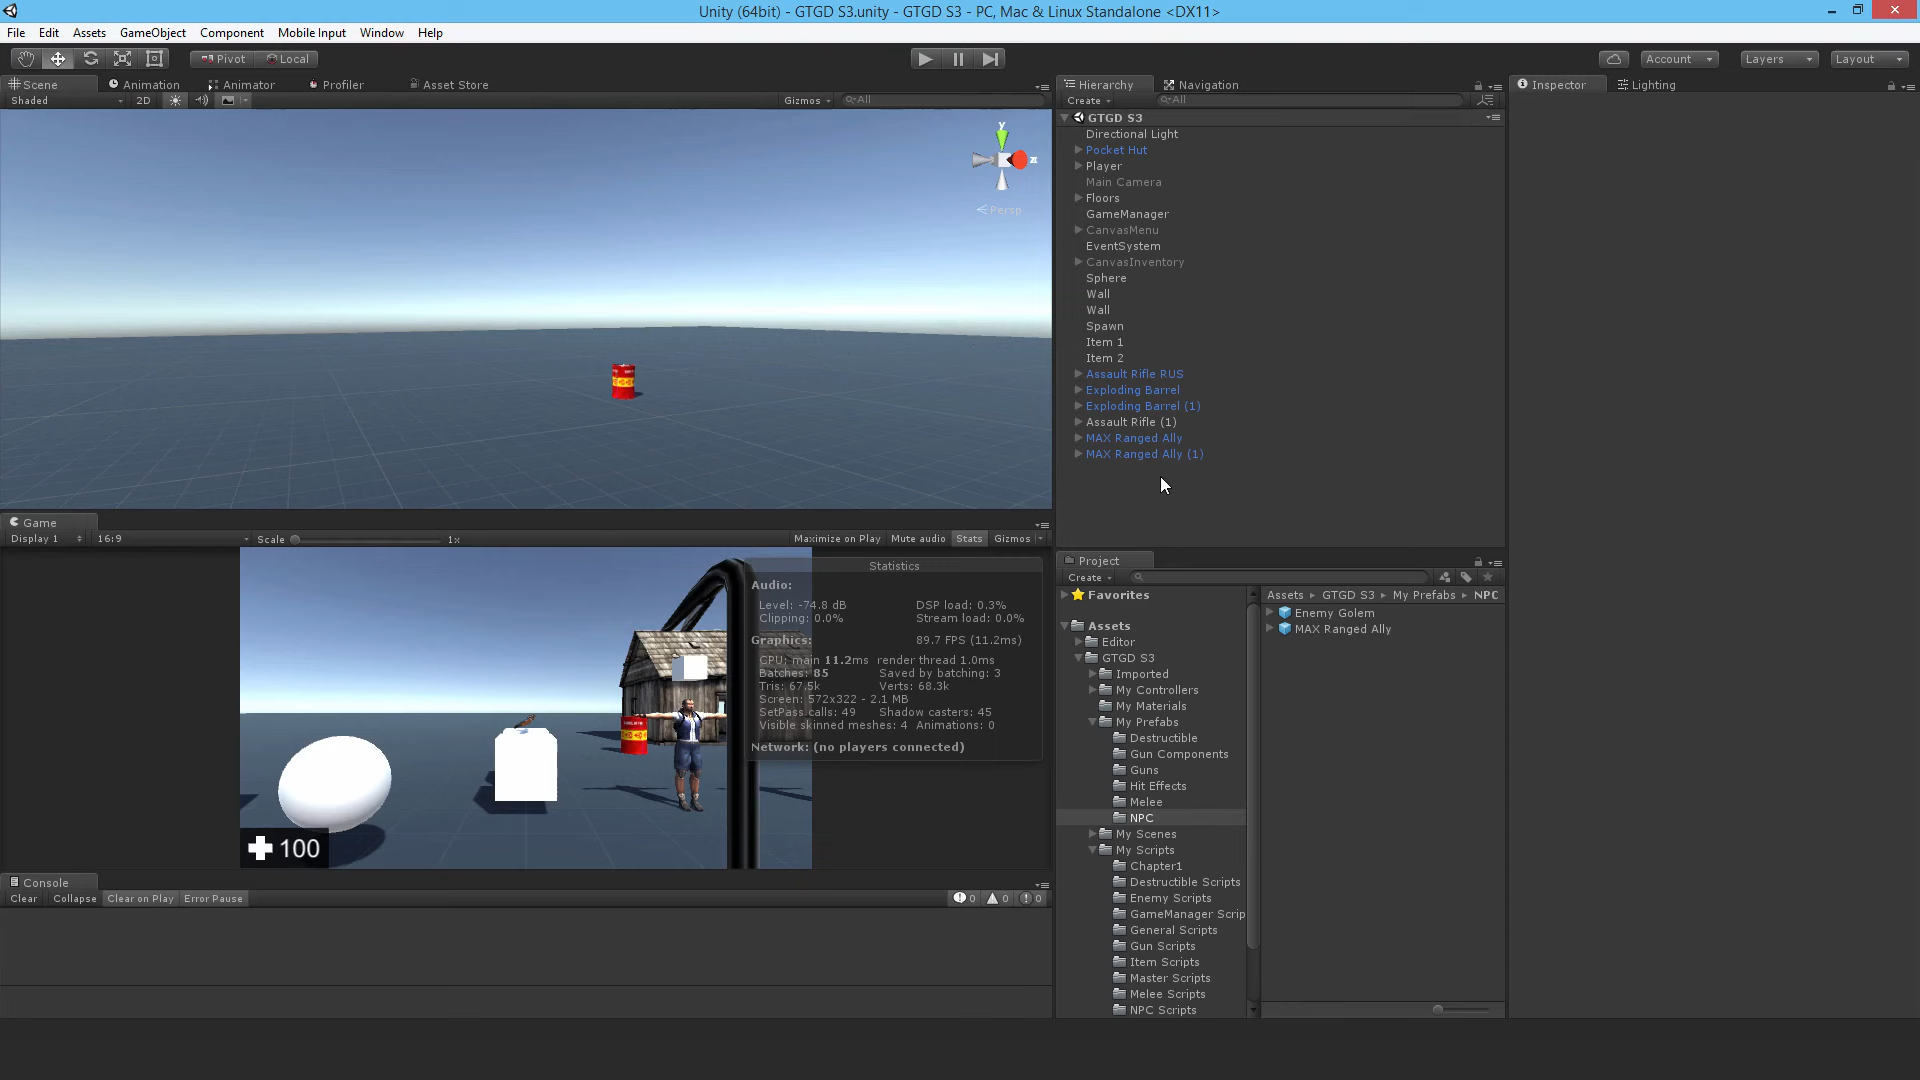 Unity (64bit) - GTGD S3.unity - GTGD S3 - PC, Mac & Linux Standalone <DX11>
File Edit Assets GameObject Component Mobile Input Window Help
Pivot Local Account Layers Layout
Scene Animation Animator Profiler Asset Store
Shaded 2D Gizmos All
y
z
Persp
Game
Display 1 16:9 Scale 1x Maximize on Play Mute audio Stats Gizmos
Statistics
Audio:
Level: -74.8 dB DSP load: 0.3%
Clipping: 0.0% Stream load: 0.0%
Graphics: 89.7 FPS (11.2ms)
CPU: main 11.2ms render thread 1.0ms
Batches: 85 Saved by batching: 3
Tris: 67.5k Verts: 68.3k
Screen: 572x322 - 2.1 MB
SetPass calls: 49 Shadow casters: 45
Visible skinned meshes: 4 Animations: 0
Network: (no players connected)
100
Console
Clear Collapse Clear on Play Error Pause 0 0 0
Hierarchy Navigation
Create All
GTGD S3
Directional Light
Pocket Hut
Player
Main Camera
Floors
GameManager
CanvasMenu
EventSystem
CanvasInventory
Sphere
Wall
Wall
Spawn
Item 1
Item 2
Assault Rifle RUS
Exploding Barrel
Exploding Barrel (1)
Assault Rifle (1)
MAX Ranged Ally
MAX Ranged Ally (1)
Project
Create
Favorites
Assets
Editor
GTGD S3
Imported
My Controllers
My Materials
My Prefabs
Destructible
Gun Components
Guns
Hit Effects
Melee
NPC
My Scenes
My Scripts
Chapter1
Destructible Scripts
Enemy Scripts
GameManager Scrip
General Scripts
Gun Scripts
Item Scripts
Master Scripts
Melee Scripts
NPC Scripts
Assets GTGD S3 My Prefabs NPC
Enemy Golem
MAX Ranged Ally
Inspector Lighting